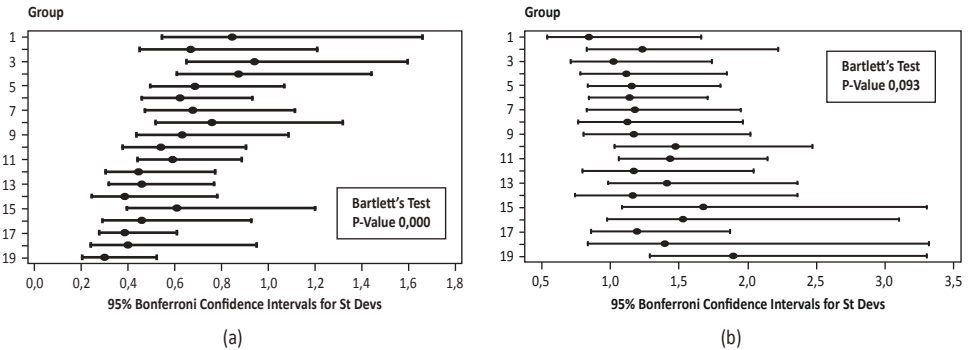 Group
1
3
5
7
9
11
13
15
17
19
Bartlett's Test
P-Value 0,000
0,0 0,2 0,4 0,6 0,8 1,0 1,2 1,4 1,6 1,8
95% Bonferroni Confidence Intervals for St Devs
(a)
Group
1
3
5
7
9
11
13
15
17
19
Bartlett's Test
P-Value 0,093
0,5 1,0 1,5 2,0 2,5 3,0 3,5
95% Bonferroni Confidence Intervals for St Devs
(b)